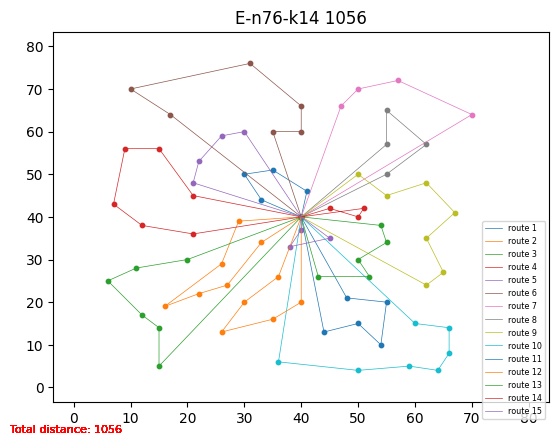 E-n76-k14 1056
80
70
60
50
40
30
20
10
0
0 10 20 30 40 50 60 70 80
route 1
route 2
route 3
route 4
route 5
route 6
route 7
route 8
route 9
route 10
route 11
route 12
route 13
route 14
route 15
Total distance: 1056